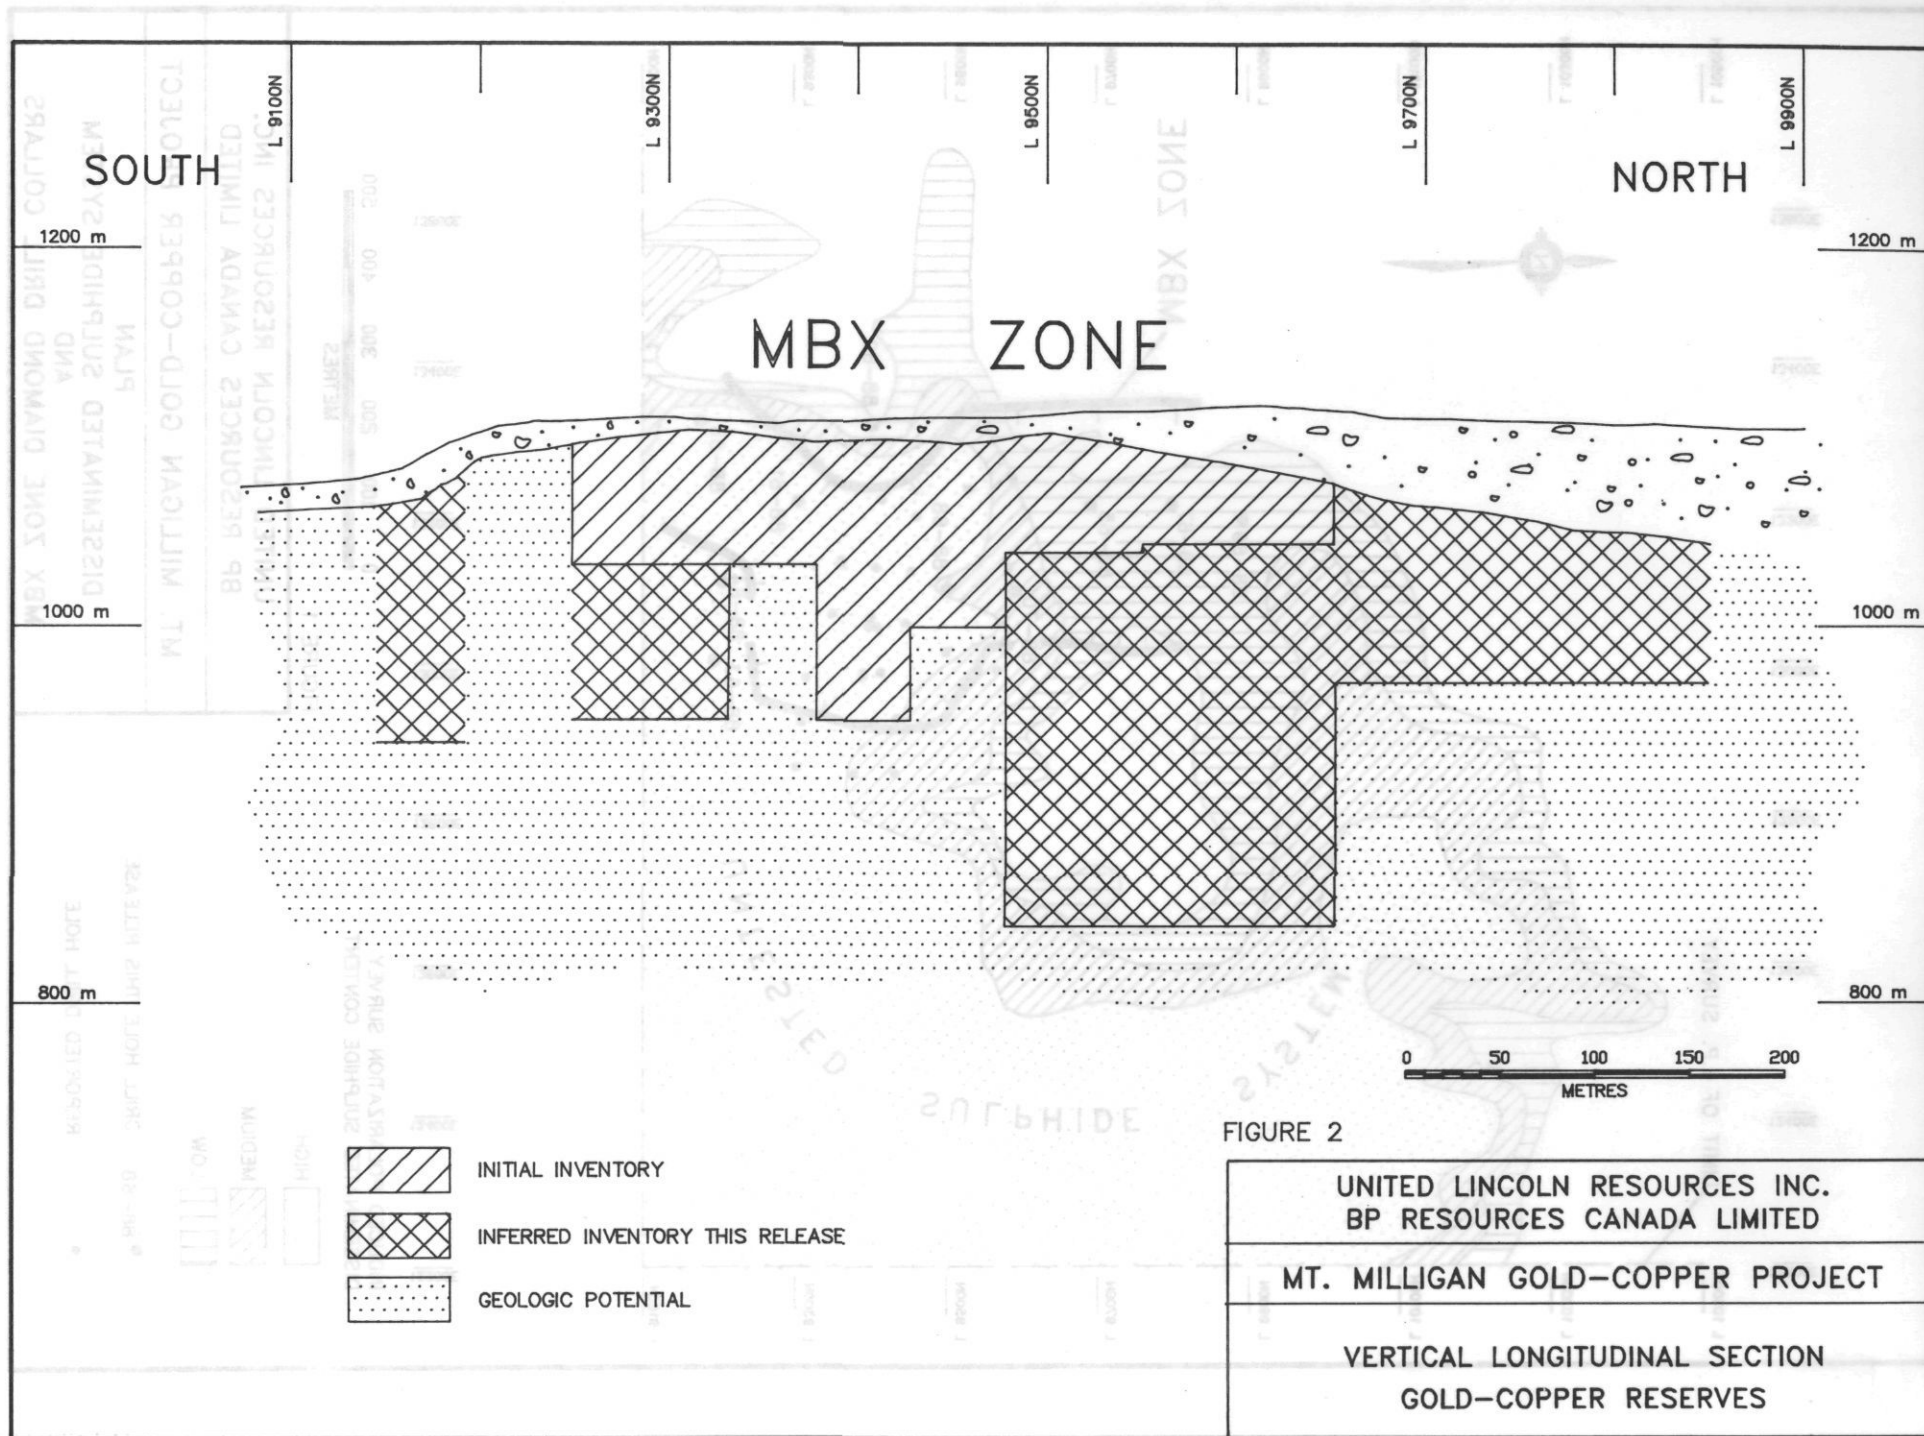 L 9100N
L 9300N
L 9500N
L 9700N
L 9900N
SOUTH
NORTH
1200 m
1200 m
MBX ZONE
1000 m
1000 m
800 m
800 m
0 50 100 150 200
METRES
FIGURE 2
INITIAL INVENTORY
INFERRED INVENTORY THIS RELEASE
GEOLOGIC POTENTIAL
UNITED LINCOLN RESOURCES INC.
BP RESOURCES CANADA LIMITED
MT. MILLIGAN GOLD-COPPER PROJECT
VERTICAL LONGITUDINAL SECTION
GOLD-COPPER RESERVES